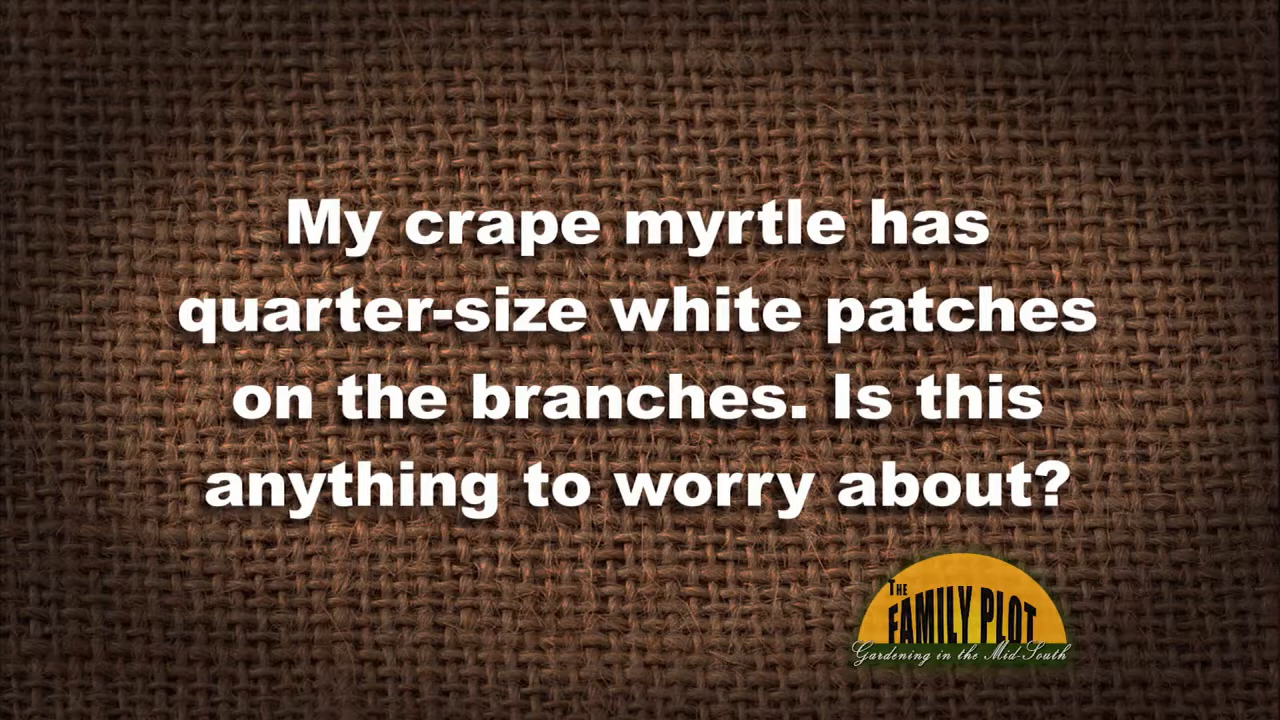 My crape myrtle has
quarter-size white patches
on the branches. Is this
anything to worry about?
THE
FAMILY PLOT
Gardening in the Mid-South